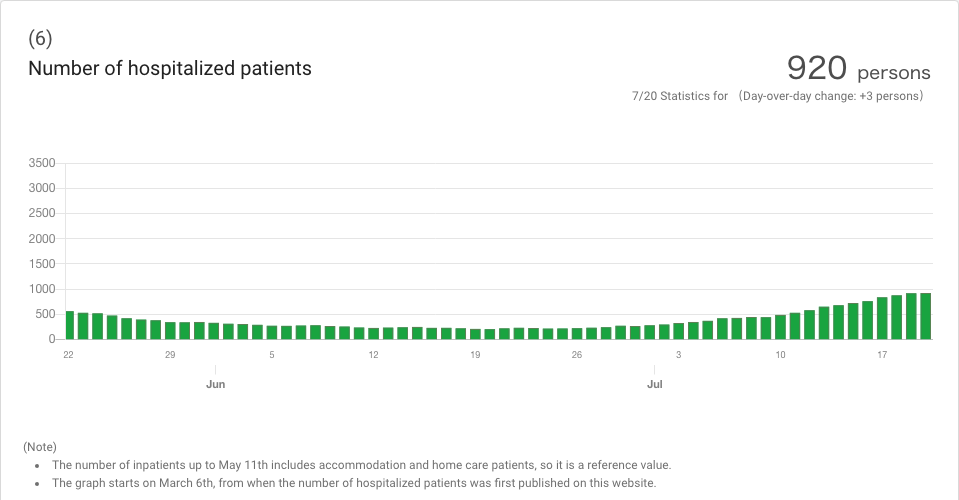 (6)
Number of hospitalized patients
920 persons
7/20 Statistics for (Day-over-day change: +3 persons)
3500
3000
2500
2000
1500
1000
500
0
22 29 5 12 19 26 3 10 17
Jun Jul
(Note)
• The number of inpatients up to May 11th includes accommodation and home care patients, so it is a reference value.
• The graph starts on March 6th, from when the number of hospitalized patients was first published on this website.